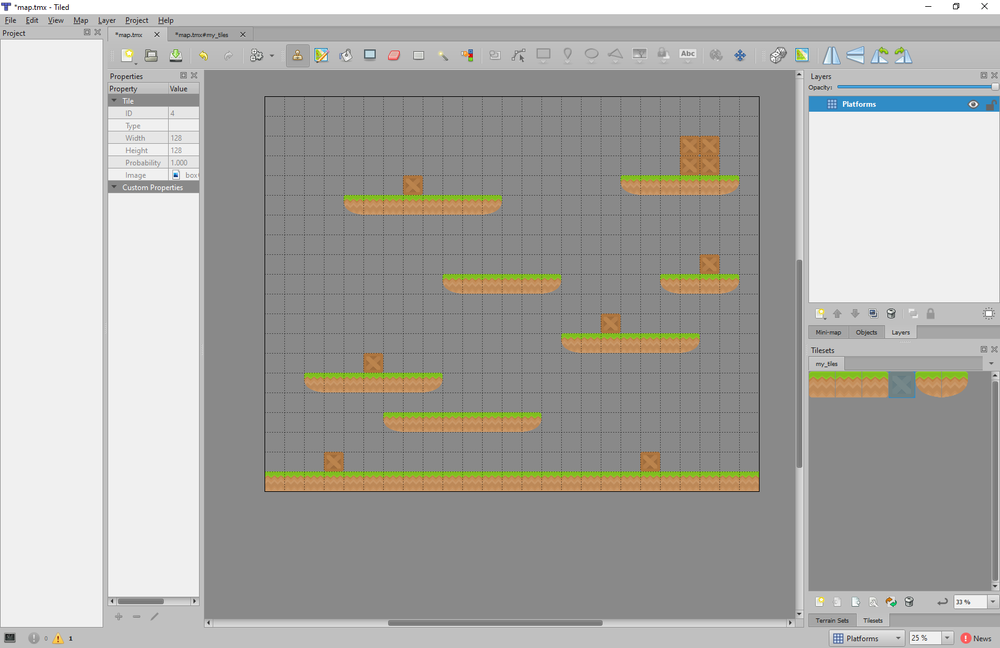 *map.tmx - Tiled
File Edit View Map Layer Project Help
Project
*map.tmx
*map.tmx#my_tiles
Abc
Properties
Property Value
Tile
ID 4
Type
Width 128
Height 128
Probability 1.000
Image box
Custom Properties
Layers
Opacity:
Platforms
Mini-map Objects Layers
Tilesets
my_tiles
33 %
Terrain Sets Tilesets
0 1
Platforms 25 % News